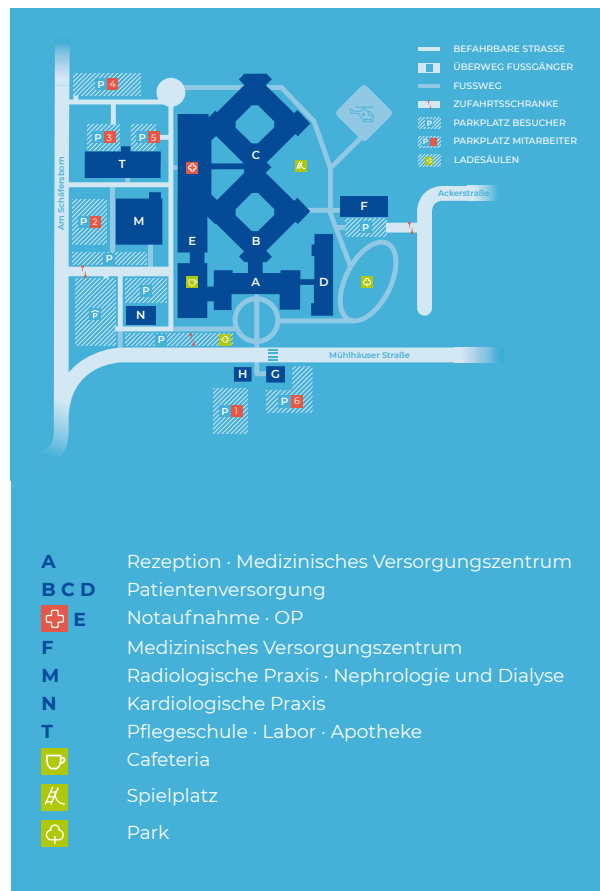 BEFAHRBARE STRASSE
ÜBERWEG FUSSGÄNGER
FUSSWEG
ZUFAHRTSSCHRANKE
P PARKPLATZ BESUCHER
P PARKPLATZ MITARBEITER
LADESÄULEN
P 4
P 3
P 5
T
C
Am Schäfersborn
Ackerstraße
F
P 2
M
P
E
B
P
A
D
P
P
N
P
Mühlhäuser Straße
H
G
P 1
P 6
A Rezeption · Medizinisches Versorgungszentrum
B C D Patientenversorgung
E Notaufnahme · OP
F Medizinisches Versorgungszentrum
M Radiologische Praxis · Nephrologie und Dialyse
N Kardiologische Praxis
T Pflegeschule · Labor · Apotheke
Cafeteria
Spielplatz
Park